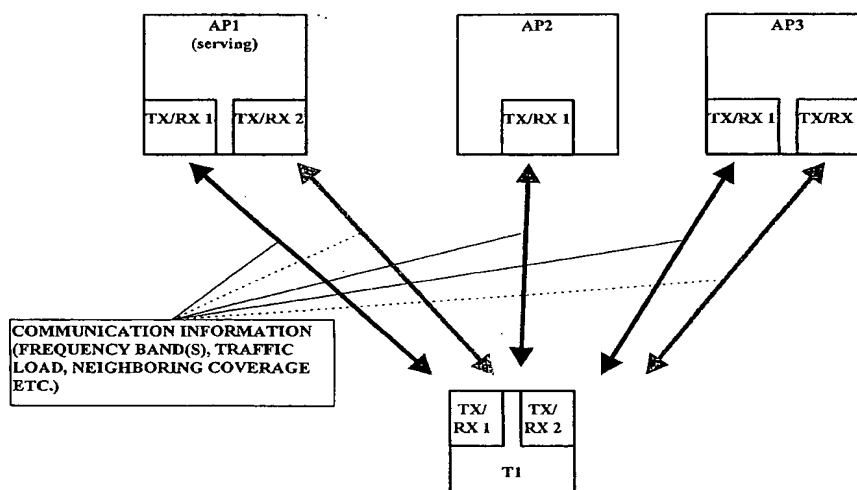 AP1
(serving)
AP2
AP3
TX/RX 1
TX/RX 2
TX/RX 1
TX/RX 1
TX/RX
COMMUNICATION INFORMATION
(FREQUENCY BAND(S), TRAFFIC
LOAD, NEIGHBORING COVERAGE
ETC.)
TX/
RX 1
TX/
RX 2
T1